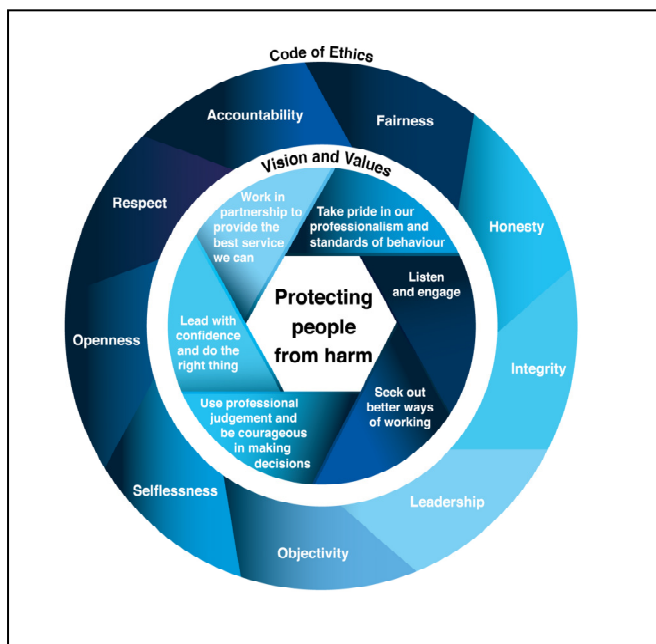 Code of Ethics
Accountability
Fairness
Honesty
Integrity
Leadership
Objectivity
Selflessness
Openness
Respect
Vision and Values
Work in
partnership to
provide the
best service
we can
Take pride in our
professionalism and
standards of behaviour
Listen
and engage
Seek out
better ways
of working
Use professional
judgement and
be courageous
in making
decisions
Lead with
confidence
and do the
right thing
Protecting
people
from harm